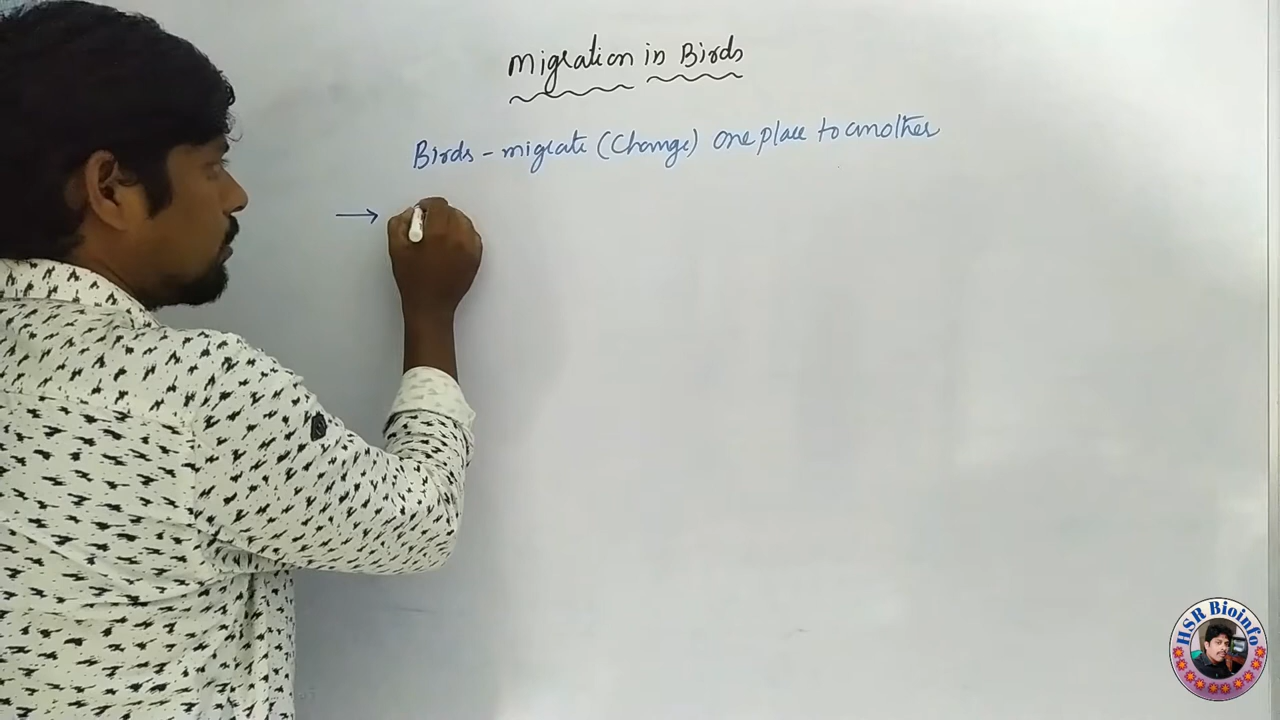 Migration in Birds
Birds - migrate (Change) one place to another
→
HSR Bioinfo